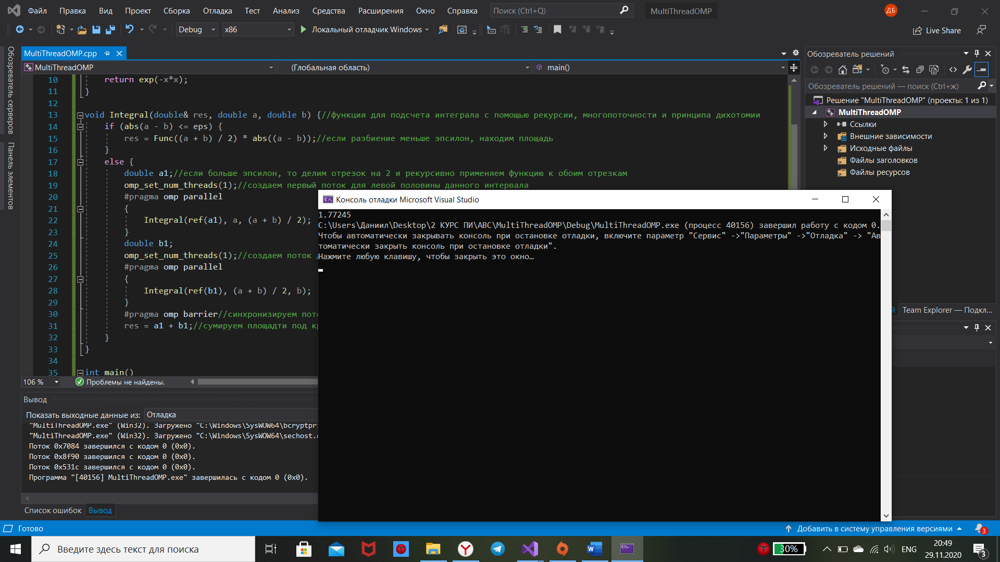 Файл Правка Вид Проект Сборка Отладка Тест Анализ Средства Расширения Окно Справка Поиск (Ctrl+Q) MultiThreadOMP ДБ
Debug x86 Локальный отладчик Windows Live Share
Обозреватель серверов
Панель элементов
MultiThreadOMP.cpp
MultiThreadOMP (Глобальная область) main()
10 return exp(-x*x);
11 }
12
13 void Integral(double& res, double a, double b) {//функция для подсчета интеграла с помощью рекурсии, многопоточности и принципа дихотомии
14 if (abs(a - b) <= eps) {
15 res = Func((a + b) / 2) * abs((a - b));//если разбиение меньше эпсилон, находим площадь
16 }
17 else {
18 double a1;//если больше эпсилон, то делим отрезок на 2 и рекурсивно применяем функцию к обоим отрезкам
19 omp_set_num_threads(1);//создаем первый поток для левой половины данного интервала
20 #pragma omp parallel
21 {
22 Integral(ref(a1), a, (a + b) / 2);
23 }
24 double b1;
25 omp_set_num_threads(1);//создаем поток
26 #pragma omp parallel
27 {
28 Integral(ref(b1), (a + b) / 2, b);
29 }
30 #pragma omp barrier//синхронизируем пото
31 res = a1 + b1;//сумируем площадти под к
32 }
33 }
34
35 int main()
106 % Проблемы не найдены.
Вывод
Показать выходные данные из: Отладка
"MultiThreadOMP.exe" (Win32). Загружено "C:\Windows\SysWOW64\bcryptpr
"MultiThreadOMP.exe" (Win32). Загружено "C:\Windows\SysWOW64\sechost.
Поток 0x7084 завершился с кодом 0 (0x0).
Поток 0x8f90 завершился с кодом 0 (0x0).
Поток 0x531c завершился с кодом 0 (0x0).
Программа "[40156] MultiThreadOMP.exe" завершилась с кодом 0 (0x0).
Список ошибок Вывод
Консоль отладки Microsoft Visual Studio
1.77245
C:\Users\Даниил\Desktop\2 КУРС ПИ\АВС\MultiThreadOMP\Debug\MultiThreadOMP.exe (процесс 40156) завершил работу с кодом 0.
Чтобы автоматически закрывать консоль при остановке отладки, включите параметр "Сервис" ->"Параметры" ->"Отладка" -> "Ав
томатически закрыть консоль при остановке отладки".
Нажмите любую клавишу, чтобы закрыть это окно…
Обозреватель решений
Обозреватель решений — поиск (Ctrl+ж)
Решение "MultiThreadOMP" (проекты: 1 из 1)
MultiThreadOMP
Ссылки
Внешние зависимости
Исходные файлы
Файлы заголовков
Файлы ресурсов
й Team Explorer — Подкл...
Готово Добавить в систему управления версиями 3
Введите здесь текст для поиска 30% ENG 20:49
29.11.2020 3